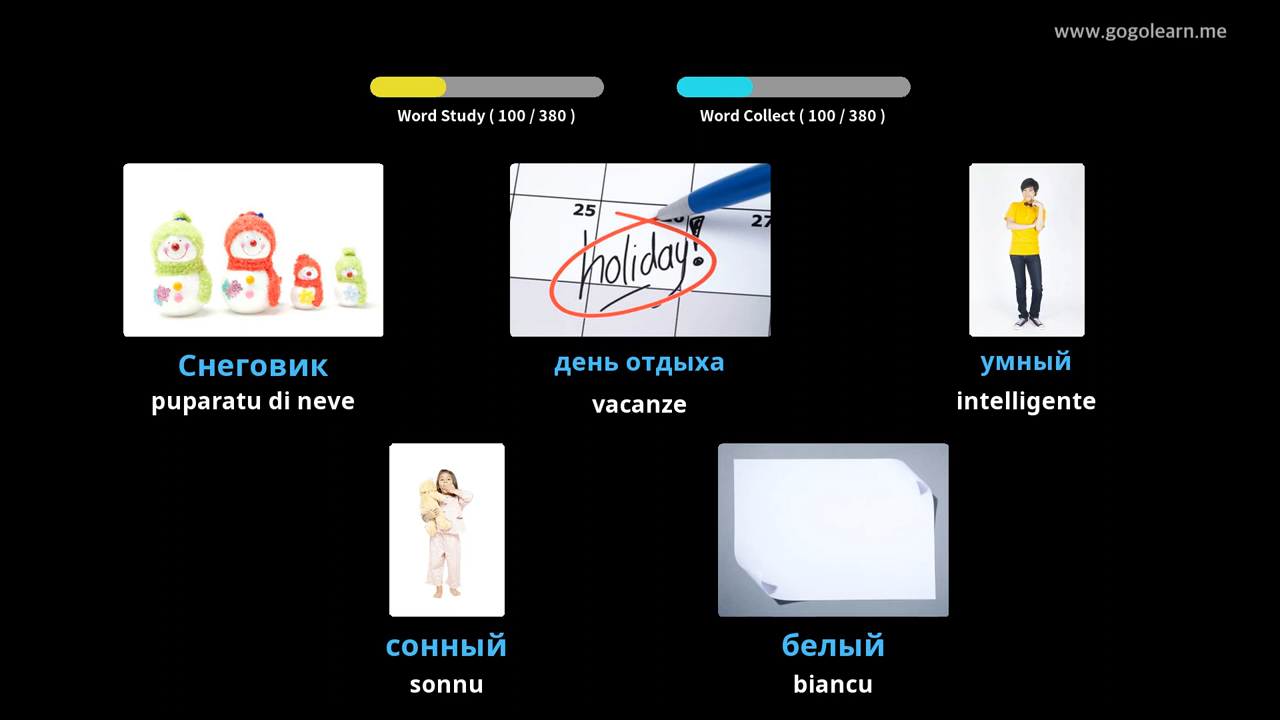 www.gogolearn.me
Word Study ( 100 / 380 )
Word Collect ( 100 / 380 )
25
27
holiday!
Снеговик
puparatu di neve
день отдыха
vacanze
умный
intelligente
сонный
sonnu
белый
biancu